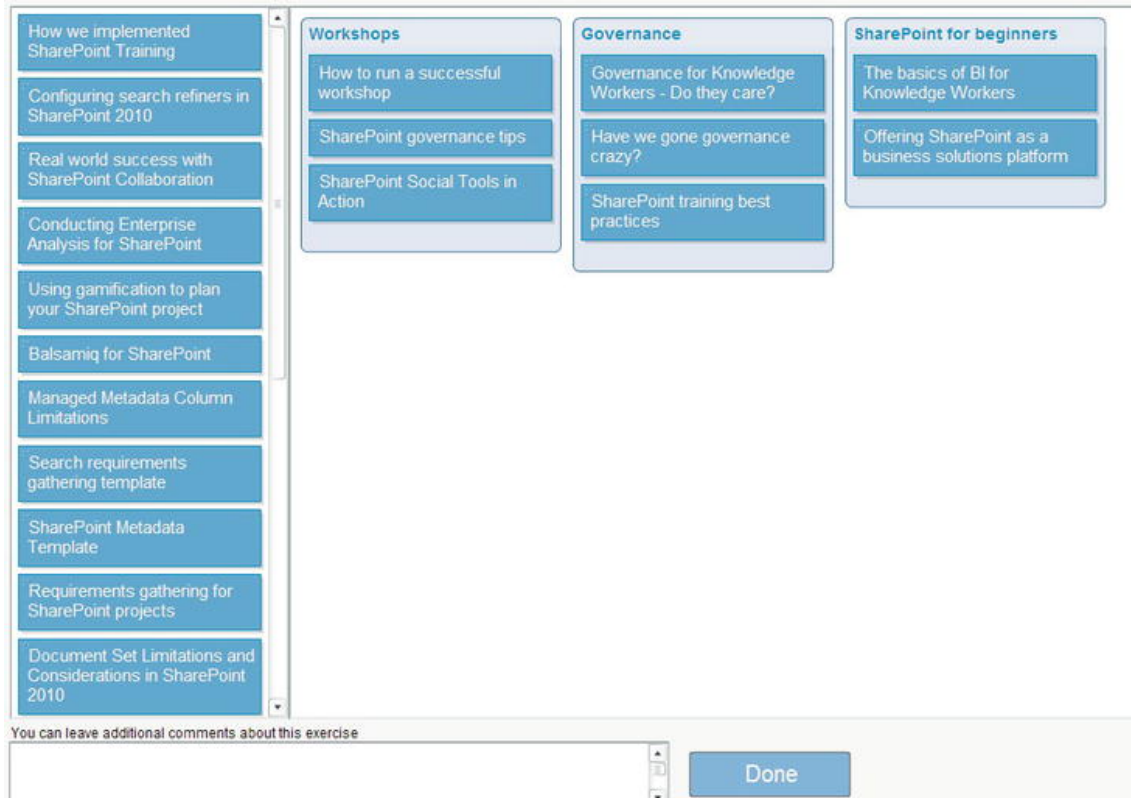 How we implemented
SharePoint Training
Configuring search refiners in
SharePoint 2010
Real world success with
SharePoint Collaboration
Conducting Enterprise
Analysis for SharePoint
Using gamification to plan
your SharePoint project
Balsamiq for SharePoint
Managed Metadata Column
Limitations
Search requirements
gathering template
SharePoint Metadata
Template
Requirements gathering for
SharePoint projects
Document Set Limitations and
Considerations in SharePoint
2010
Workshops
How to run a successful
workshop
SharePoint governance tips
SharePoint Social Tools in
Action
Governance
Governance for Knowledge
Workers - Do they care?
Have we gone governance
crazy?
SharePoint training best
practices
SharePoint for beginners
The basics of BI for
Knowledge Workers
Offering SharePoint as a
business solutions platform
You can leave additional comments about this exercise
Done